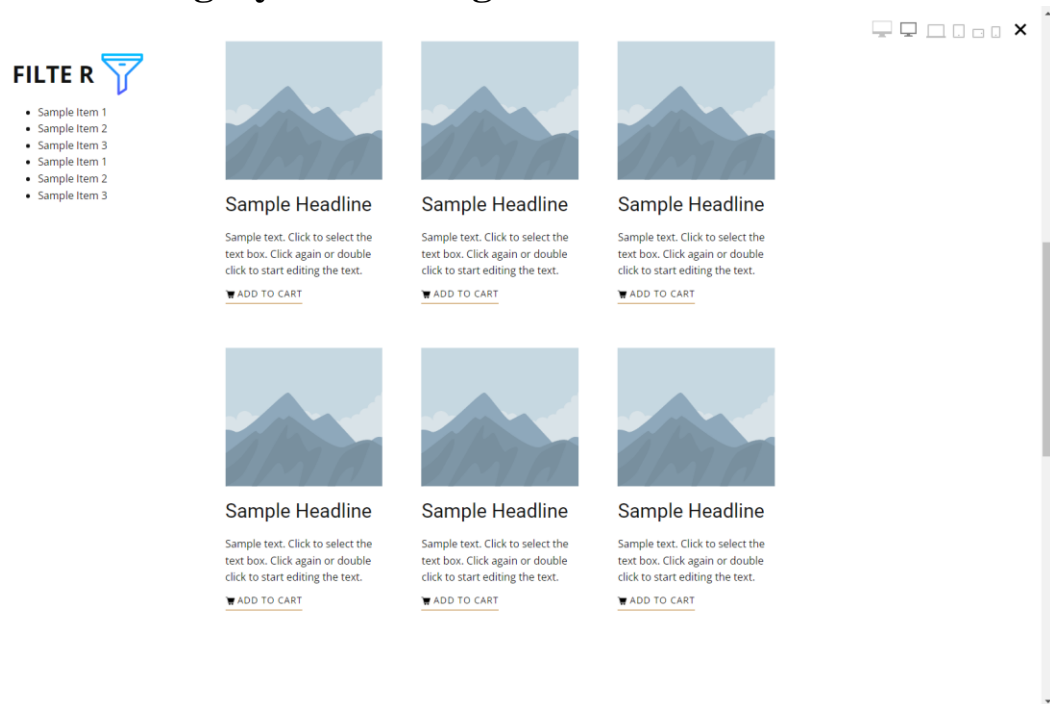 FILTE R
Sample Item 1
Sample Item 2
Sample Item 3
Sample Item 1
Sample Item 2
Sample Item 3
Sample Headline
Sample text. Click to select the
text box. Click again or double
click to start editing the text.
ADD TO CART
Sample Headline
Sample text. Click to select the
text box. Click again or double
click to start editing the text.
ADD TO CART
Sample Headline
Sample text. Click to select the
text box. Click again or double
click to start editing the text.
ADD TO CART
Sample Headline
Sample text. Click to select the
text box. Click again or double
click to start editing the text.
ADD TO CART
Sample Headline
Sample text. Click to select the
text box. Click again or double
click to start editing the text.
ADD TO CART
Sample Headline
Sample text. Click to select the
text box. Click again or double
click to start editing the text.
ADD TO CART